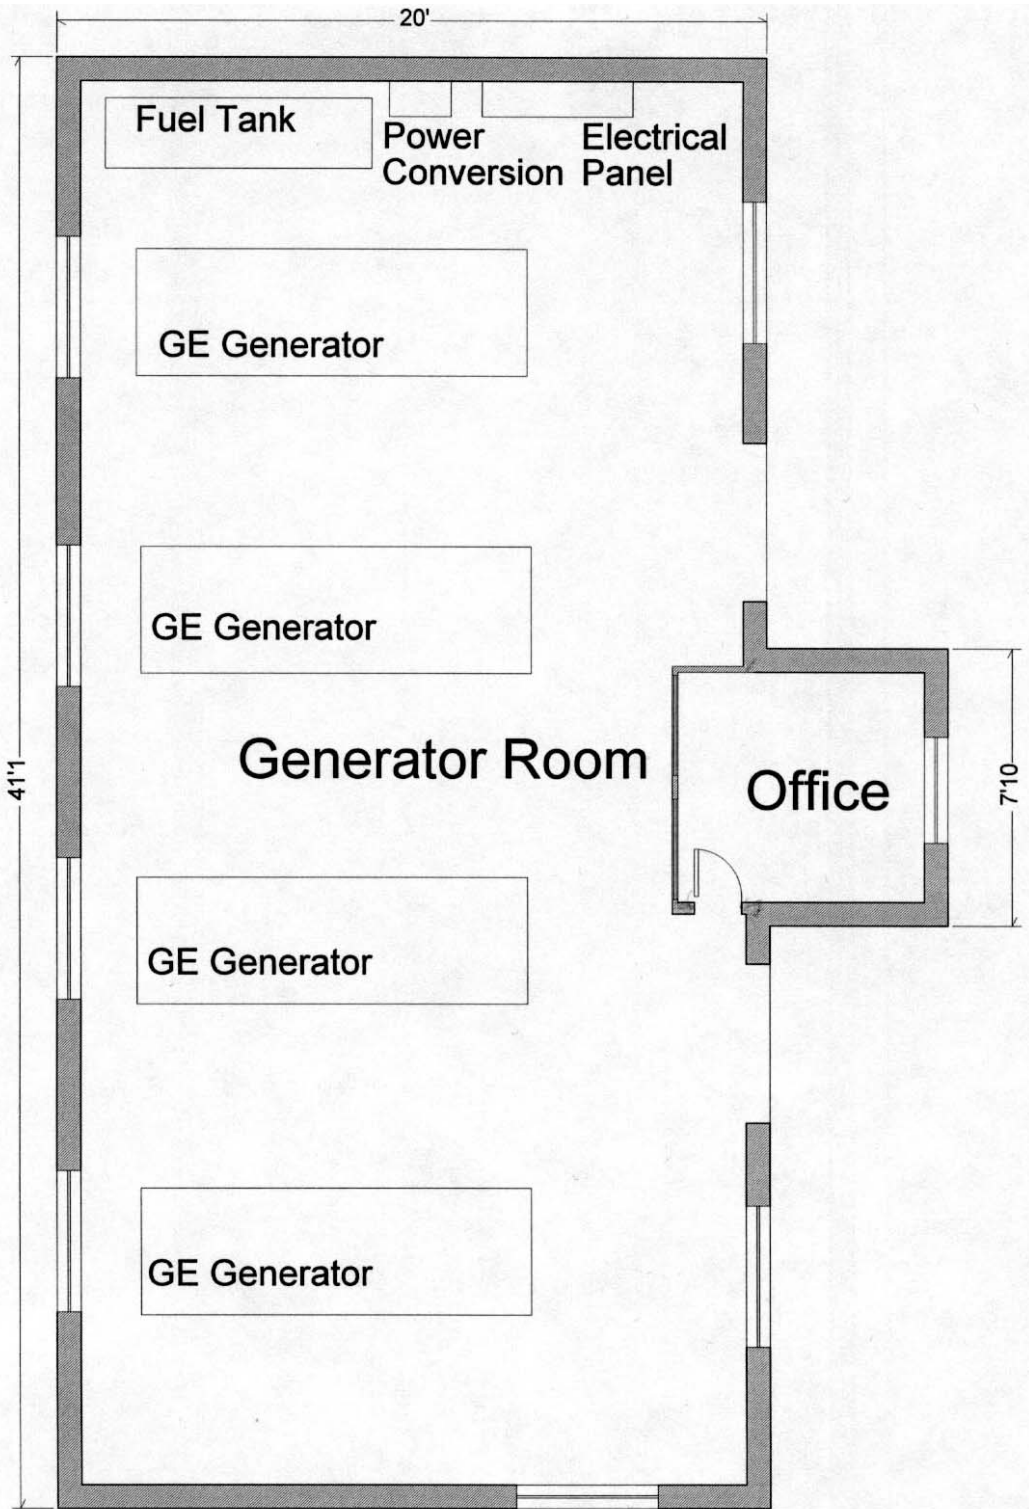 20'
Fuel Tank
Power
Conversion
Electrical
Panel
GE Generator
GE Generator
Generator Room
Office
41'1
7'10
GE Generator
GE Generator